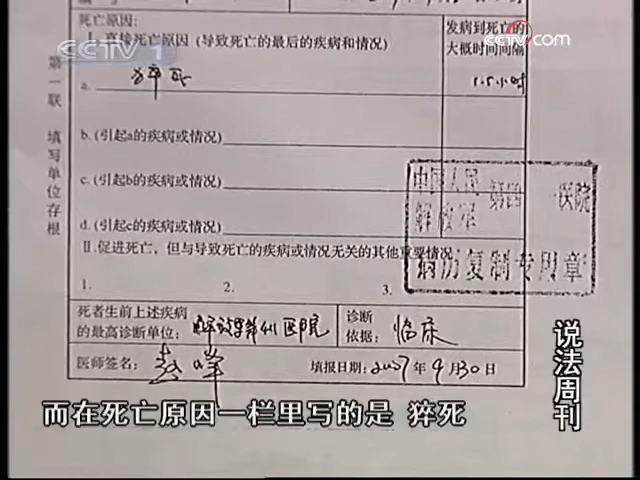 死亡原因:
CCTV 1
CCTV.com
Ⅰ.直接死亡原因 (导致死亡的最后的疾病和情况)
发病到死亡的
大概时间间隔
a. 猝死
1.5小时
b. (引起a的疾病或情况)
c. (引起b的疾病或情况)
d. (引起c的疾病或情况)
Ⅱ.促进死亡，但与导致死亡的疾病或情况无关的其他重要情况
1. 2. 3.
第一联 填写单位存根
中国人民
解放军
第四 医院
病历复制专用章
死者生前上述疾病
的最高诊断单位:
医院
诊断
依据: 临床
医师签名:
填报日期: 2007年9月30日
说法周刊
而在死亡原因一栏里写的是 猝死